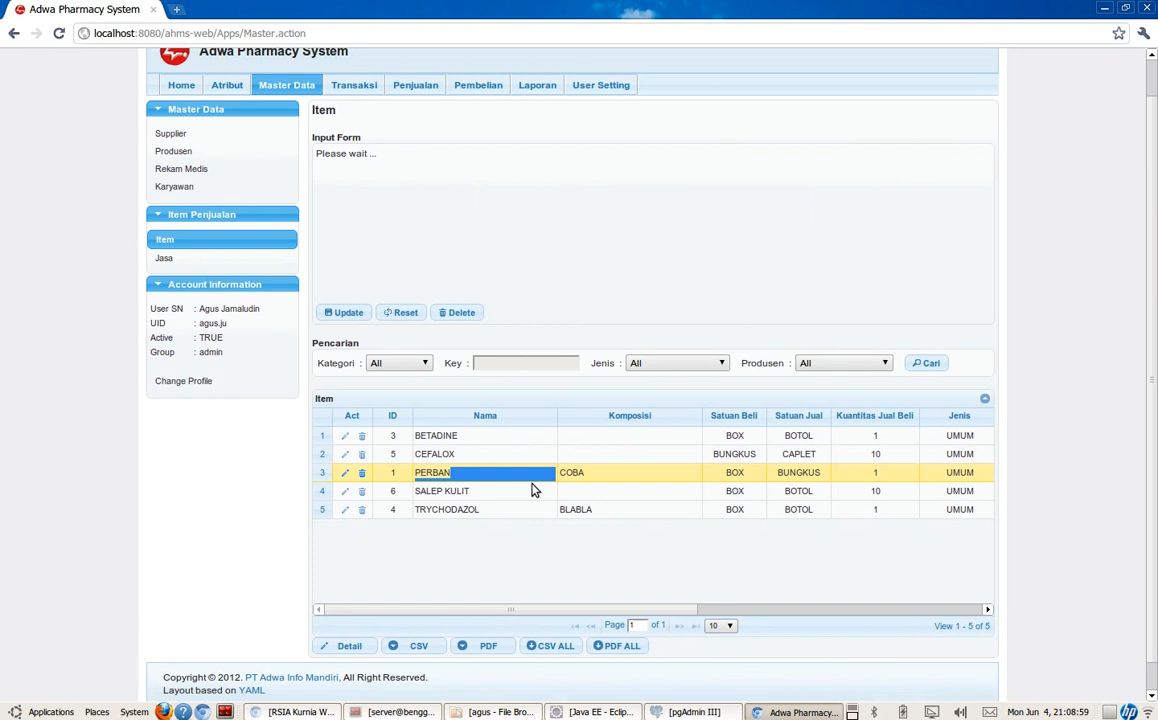 Adwa Pharmacy System
localhost:8080/ahms-web/Apps/Master.action
Adwa Pharmacy System
Home Atribut Master Data Transaksi Penjualan Pembelian Laporan User Setting
Master Data
Supplier
Produsen
Rekam Medis
Karyawan
Item Penjualan
Item
Jasa
Account Information
User SN : Agus Jamaludin
UID : agus.ju
Active : TRUE
Group : admin
Change Profile
Item
Input Form
Please wait ...
Update Reset Delete
Pencarian
Kategori : All Key : Jenis : All Produsen : All Cari
Item
Act ID Nama Komposisi Satuan Beli Satuan Jual Kuantitas Jual Beli Jenis
1 3 BETADINE BOX BOTOL 1 UMUM
2 5 CEFALOX BUNGKUS CAPLET 10 UMUM
3 1 PERBAN COBA BOX BUNGKUS 1 UMUM
4 6 SALEP KULIT BOX BOTOL 10 UMUM
5 4 TRYCHODAZOL BLABLA BOX BOTOL 1 UMUM
Page 1 of 1 10 View 1 - 5 of 5
Detail CSV PDF CSV ALL PDF ALL
Copyright © 2012. PT Adwa Info Mandiri, All Right Reserved.
Layout based on YAML
Applications Places System [RSIA Kurnia W... [server@bengg... [agus - File Bro... [Java EE - Eclip... [pgAdmin III] Adwa Pharmacy... Mon Jun 4, 21:08:59